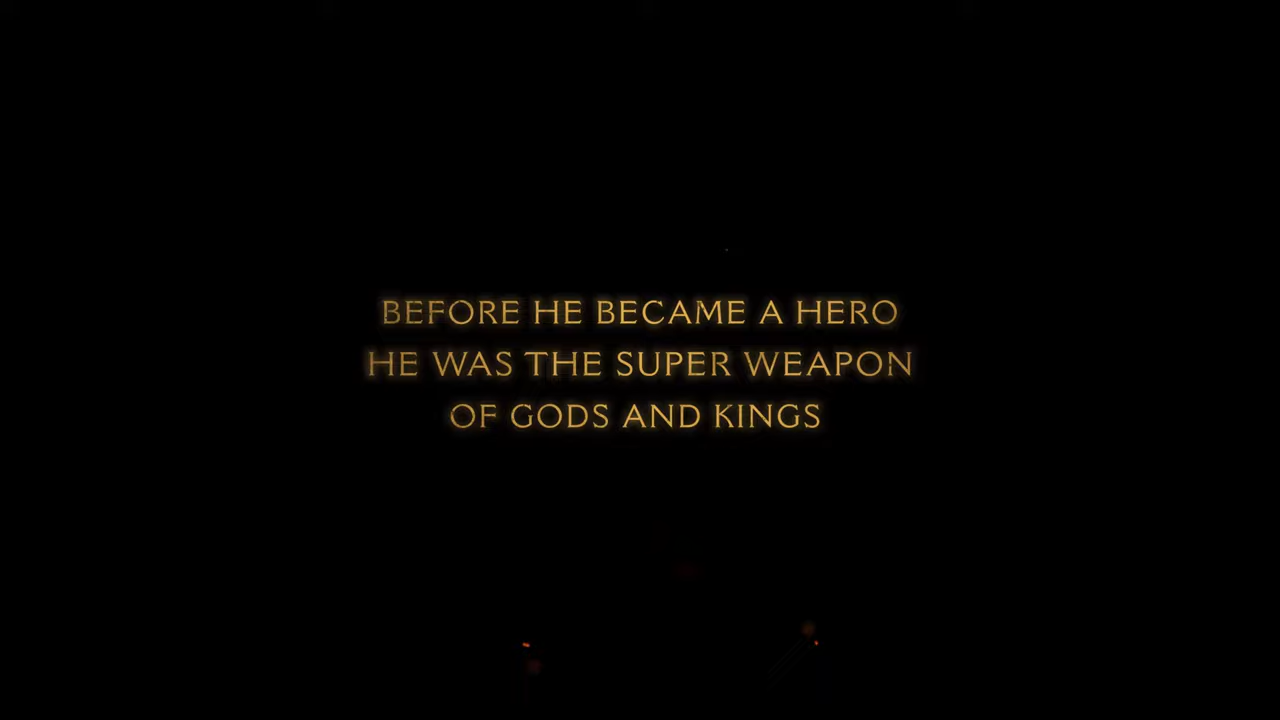 BEFORE HE BECAME A HERO
HE WAS THE SUPER WEAPON
OF GODS AND KINGS